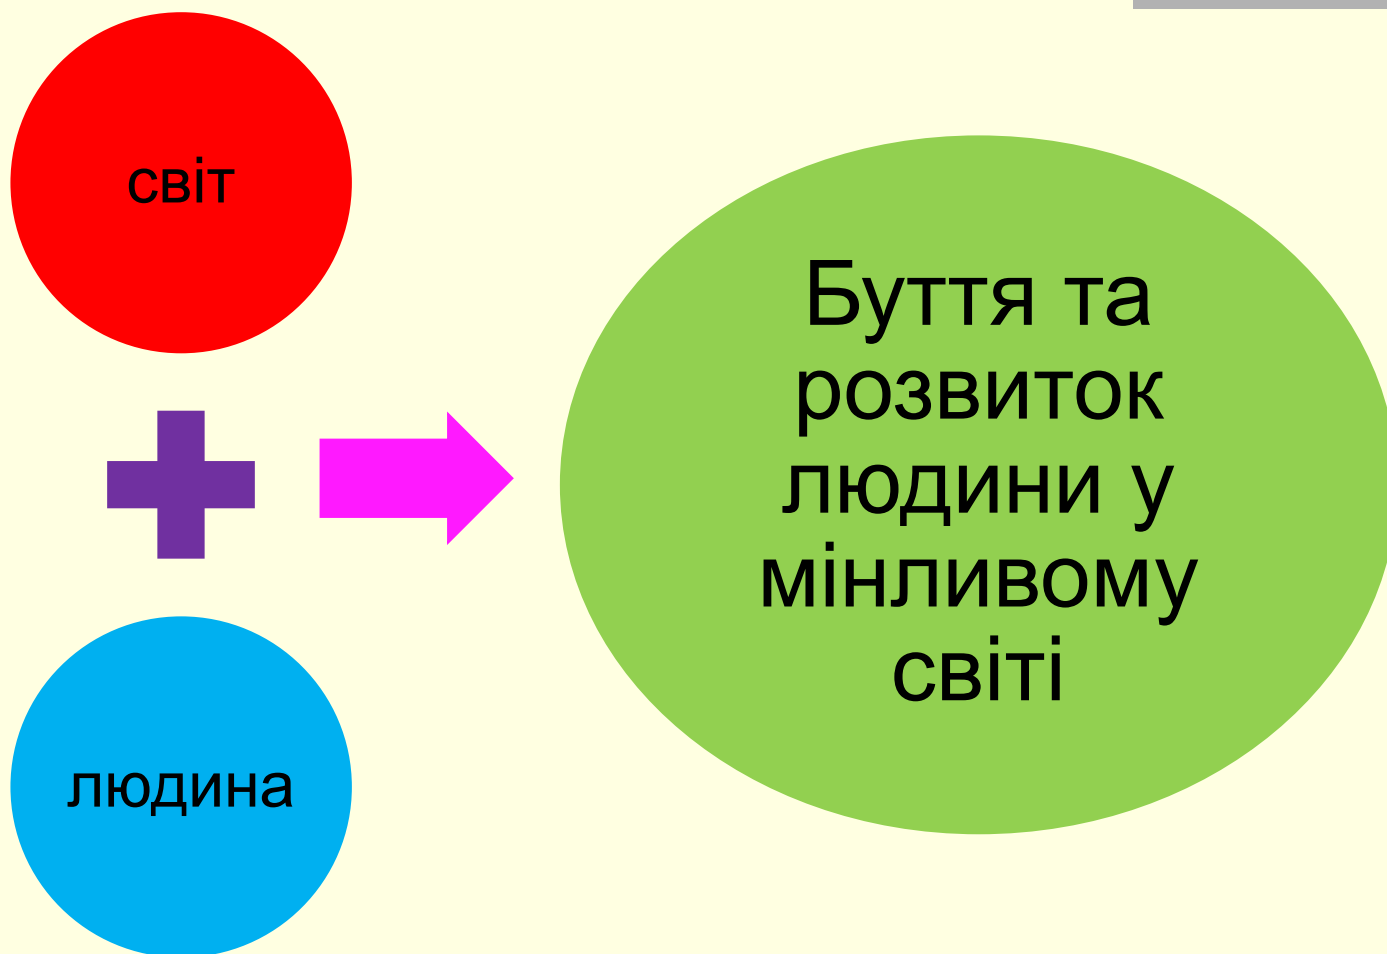 світ
людина
Буття та
розвиток
людини у
мінливому
світі